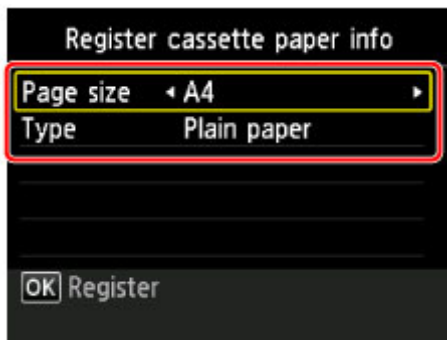 Register cassette paper info
Page size A4
Type Plain paper
OK Register